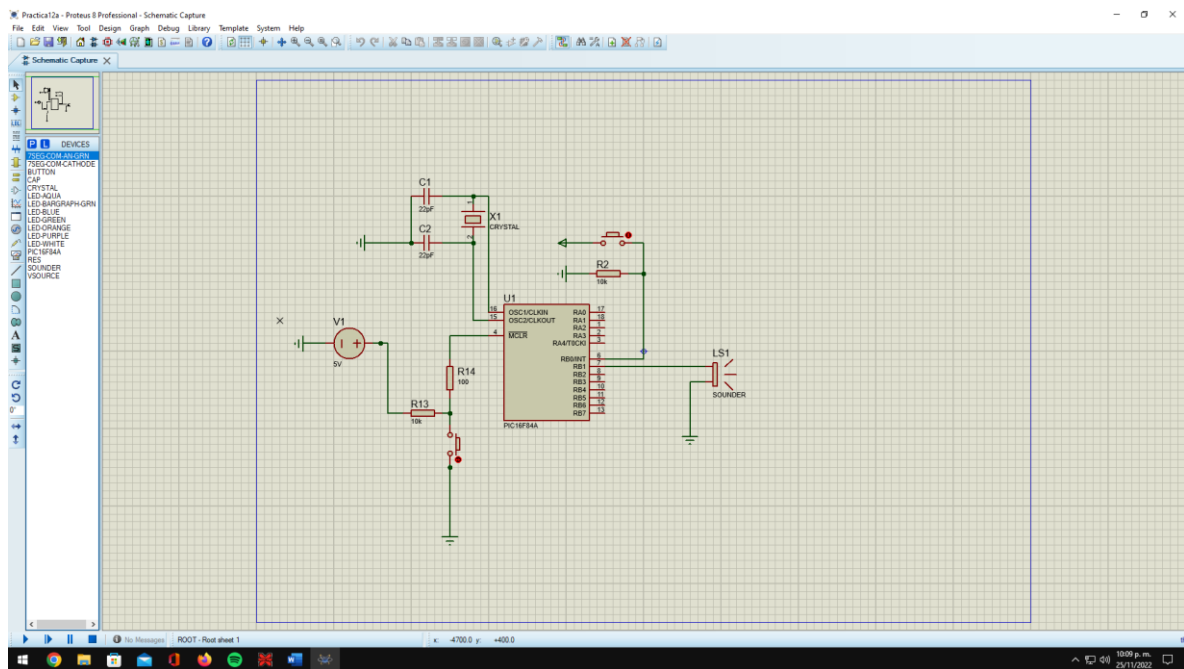 Practica12a - Proteus 8 Professional - Schematic Capture
File Edit View Tool Design Graph Debug Library Template System Help
Schematic Capture
P L DEVICES
7SEG-COM-AN-GRN
7SEG-COM-CATHODE
BUTTON
CAP
CRYSTAL
LED-AQUA
LED-BARGRAPH-GRN
LED-BLUE
LED-GREEN
LED-ORANGE
LED-PURPLE
LED-WHITE
PIC16F84A
RES
SOUNDER
VSOURCE
C1
22pF
X1
CRYSTAL
1
2
C2
22pF
R2
10k
U1
16 OSC1/CLKIN RA0 17
15 OSC2/CLKOUT RA1 18
RA2 1
4 MCLR RA3 2
RA4/T0CKI 3
RB0/INT 6
RB1 7
RB2 8
RB3 9
RB4 10
RB5 11
RB6 12
RB7 13
PIC16F84A
V1
5V
R14
100
R13
10k
LS1
SOUNDER
0°
No Messages ROOT - Root sheet 1 x: -4700.0 y: +400.0
10:09 p. m.
25/11/2022